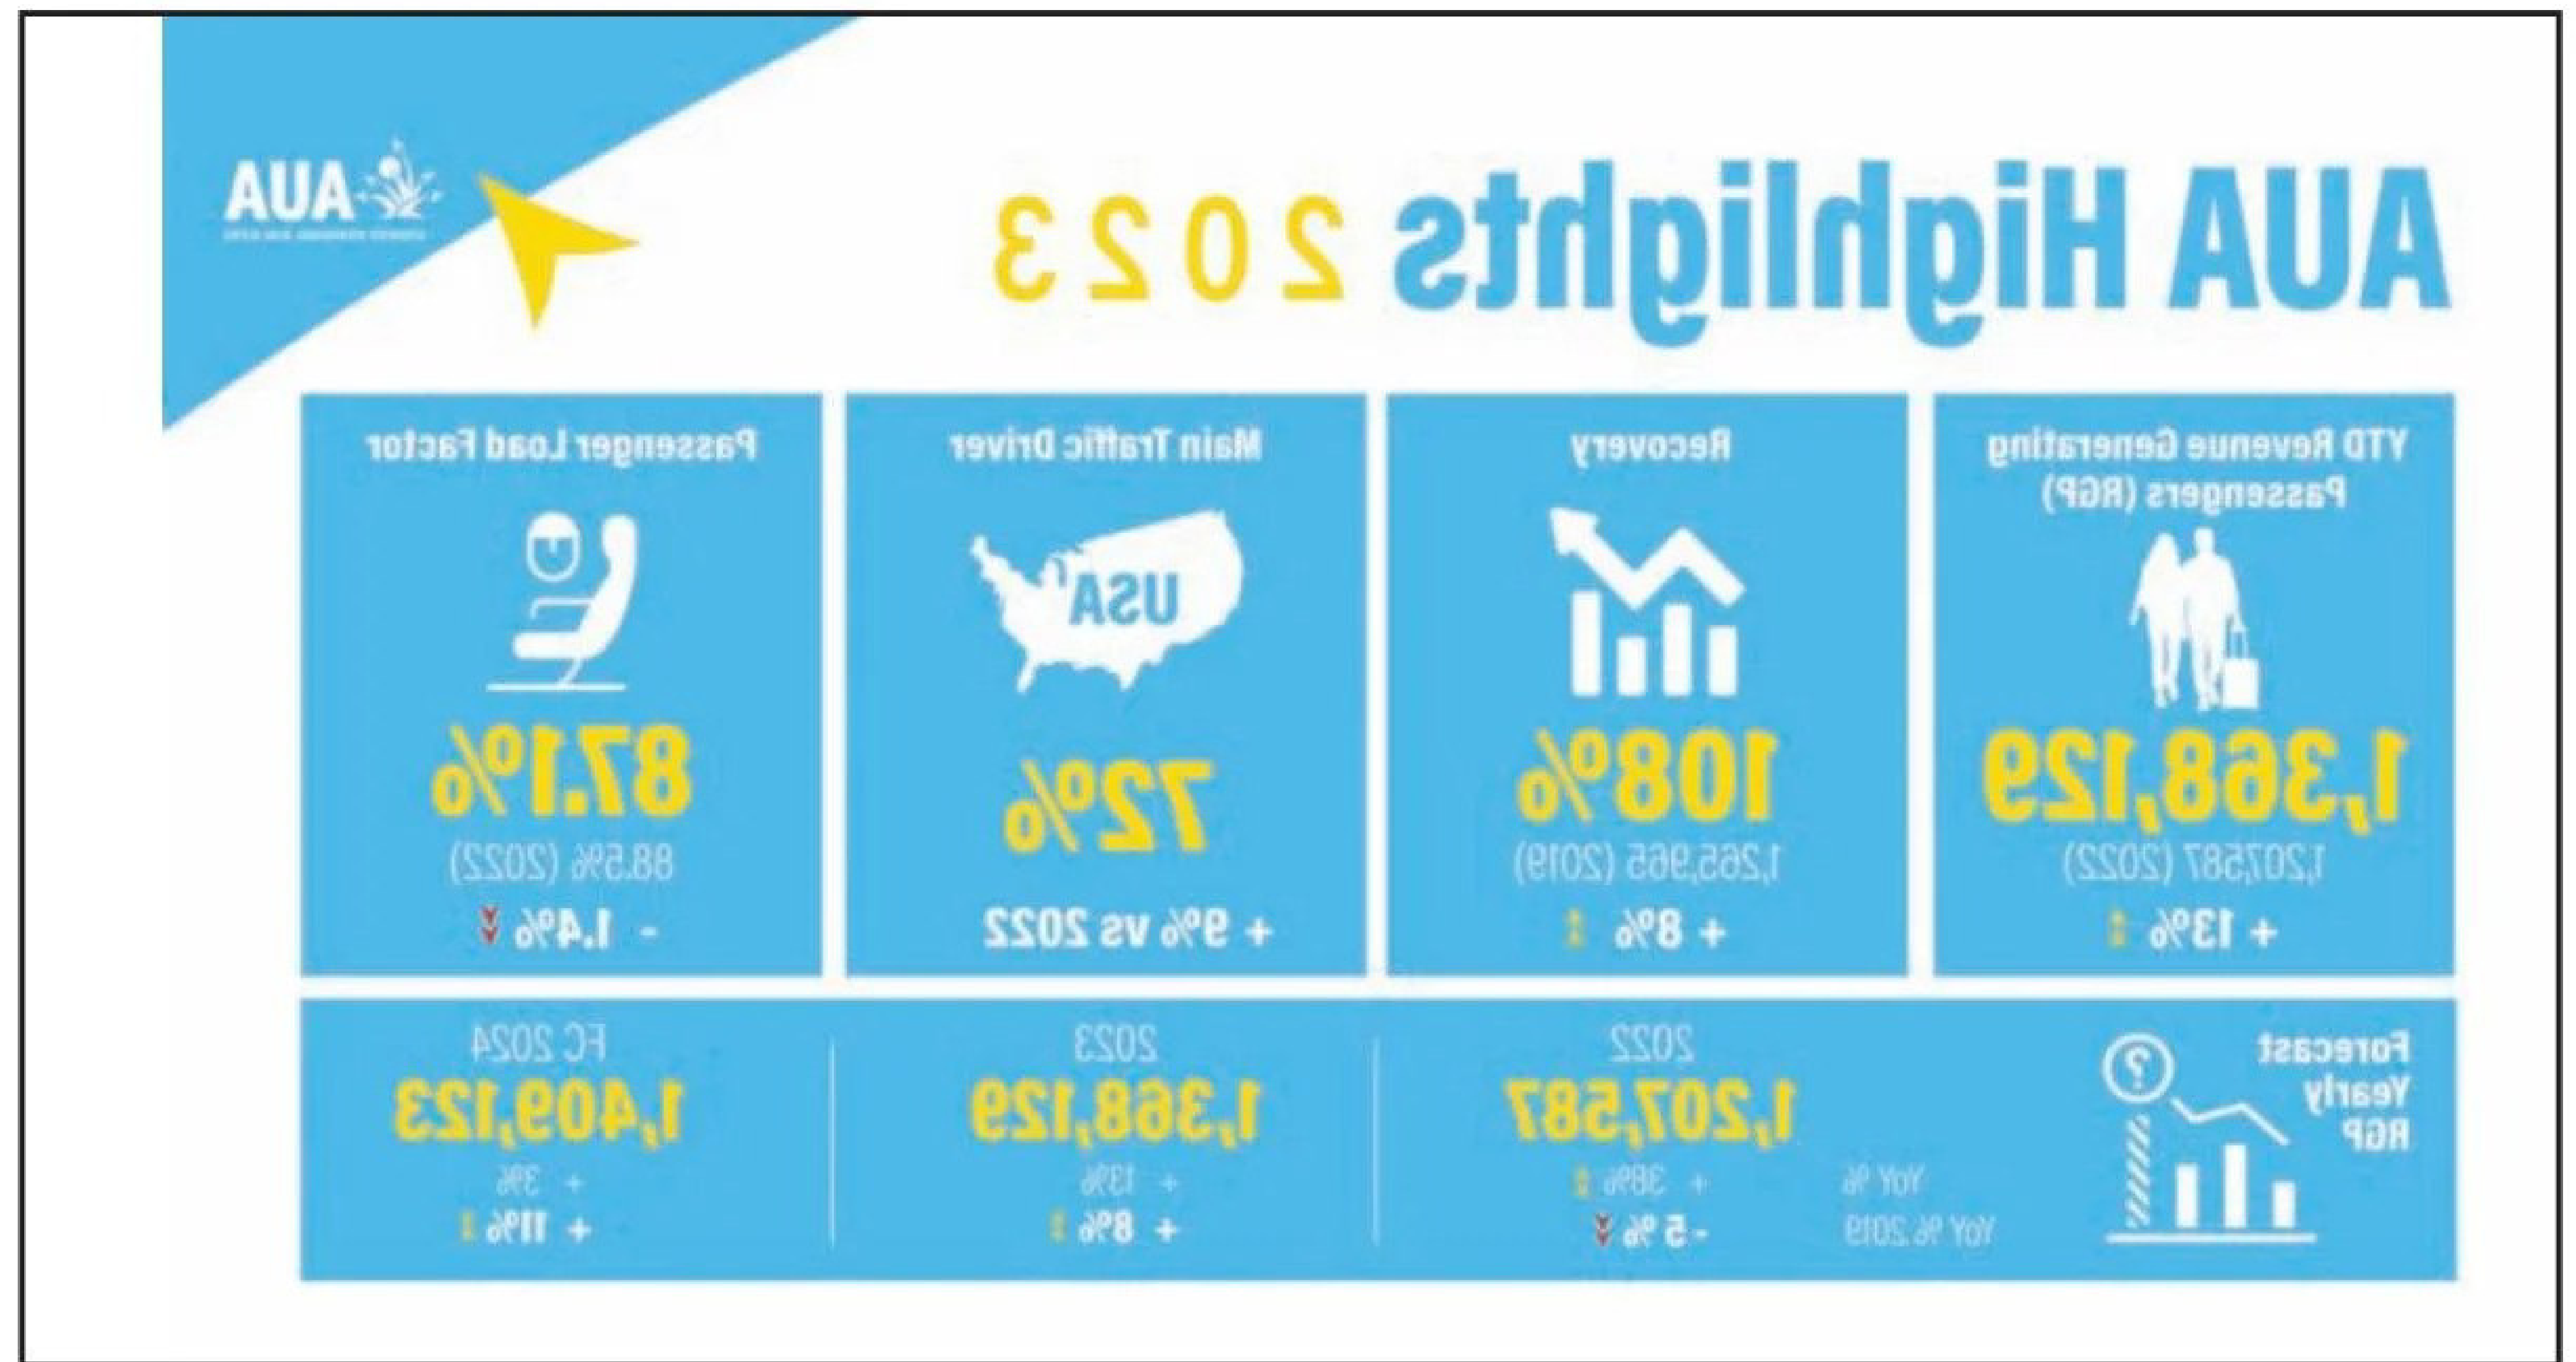 AUA Highlights 2023
AUA
YTD Revenue Generating
Passengers (RGP)
1,368,129
1,207,587 (2022)
+ 13%
Recovery
108%
1,265,965 (2019)
+ 8%
Main Traffic Driver
USA
72%
+ 9% vs 2022
Passenger Load Factor
87.1%
88.5% (2022)
- 1.4%
Forecast
Yearly
RGP
?
YoY %
YoY % 2019
2022
1,207,587
+ 38%
-5 %
2023
1,368,129
+ 13%
+ 8%
FC 2024
1,409,123
+ 3%
+ 11%